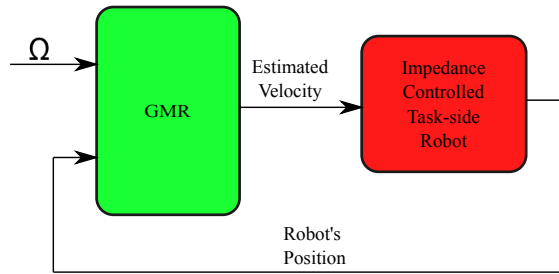 Ω
GMR
Estimated
Velocity
Impedance
Controlled
Task-side
Robot
Robot's
Position